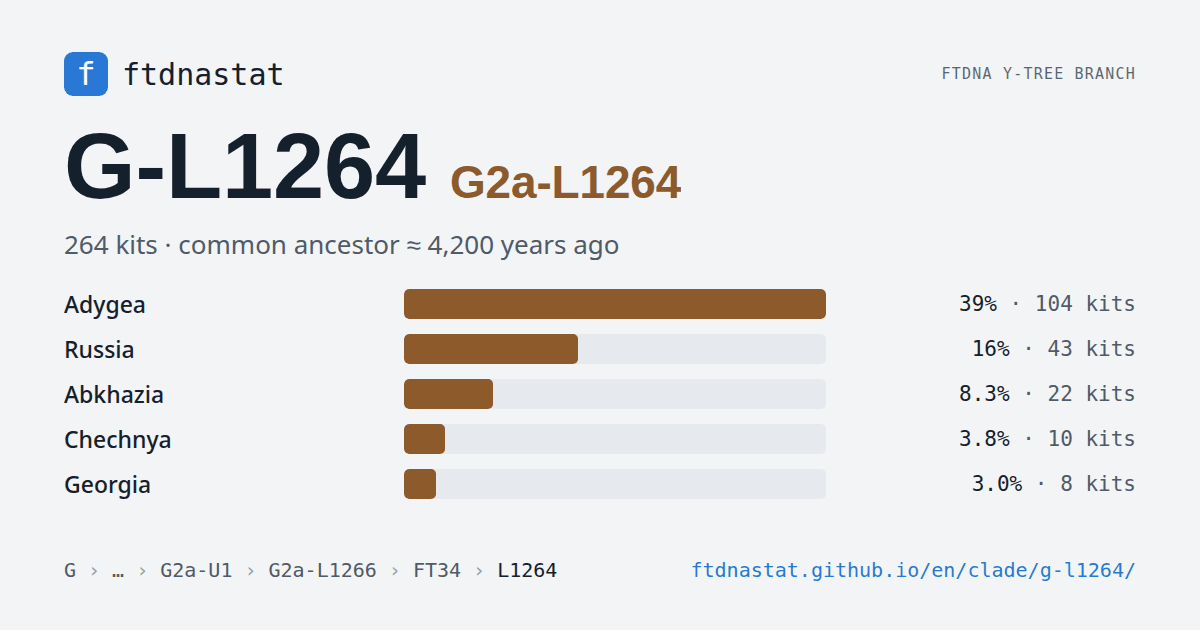 f ftdnastat
FTDNA Y-TREE BRANCH
G-L1264 G2a-L1264
264 kits · common ancestor ≈ 4,200 years ago
Adygea 39% · 104 kits
Russia 16% · 43 kits
Abkhazia 8.3% · 22 kits
Chechnya 3.8% · 10 kits
Georgia 3.0% · 8 kits
G › … › G2a-U1 › G2a-L1266 › FT34 › L1264
ftdnastat.github.io/en/clade/g-l1264/